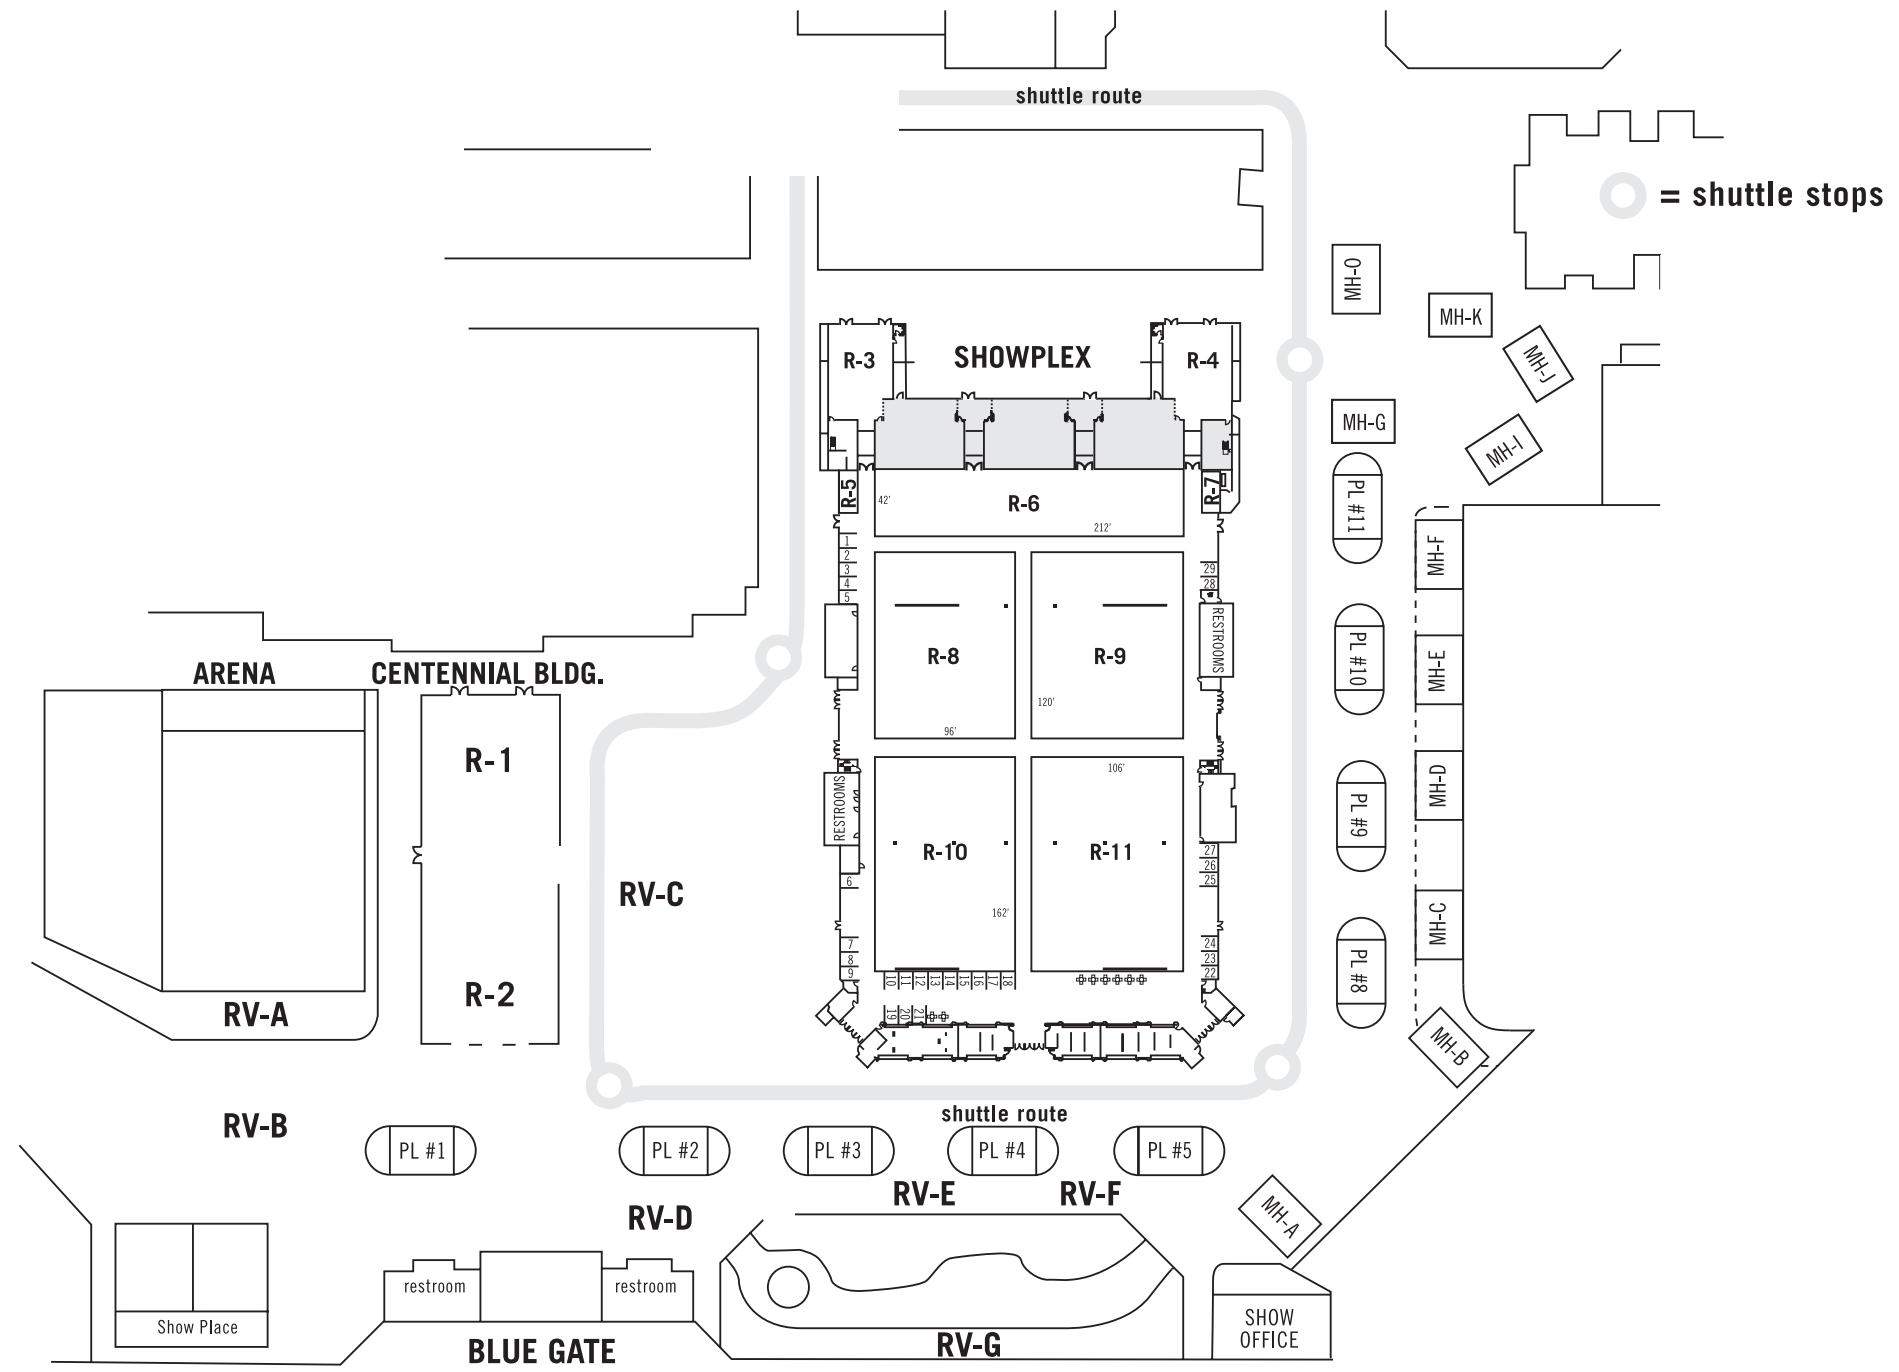 shuttle route
= shuttle stops
MH-O
MH-K
R-3
SHOWPLEX
R-4
MH-J
MH-G
MH-I
R-5
42'
R-6
212'
R-7
PL #11
MH-F
1
2
3
4
5
29
28
RESTROOMS
R-8
R-9
120'
96'
PL #10
MH-E
ARENA
CENTENNIAL BLDG.
R-1
106'
RESTROOMS
R-10
R-11
162'
27
26
25
6
PL #9
MH-D
RV-C
MH-C
7
8
9
24
23
22
10
11
12
13
14
15
16
17
18
19
20
21
PL #8
R-2
RV-A
MH-B
shuttle route
RV-B
PL #1
PL #2
PL #3
PL #4
PL #5
RV-E
RV-F
RV-D
MH-A
restroom
restroom
Show Place
BLUE GATE
RV-G
SHOW
OFFICE